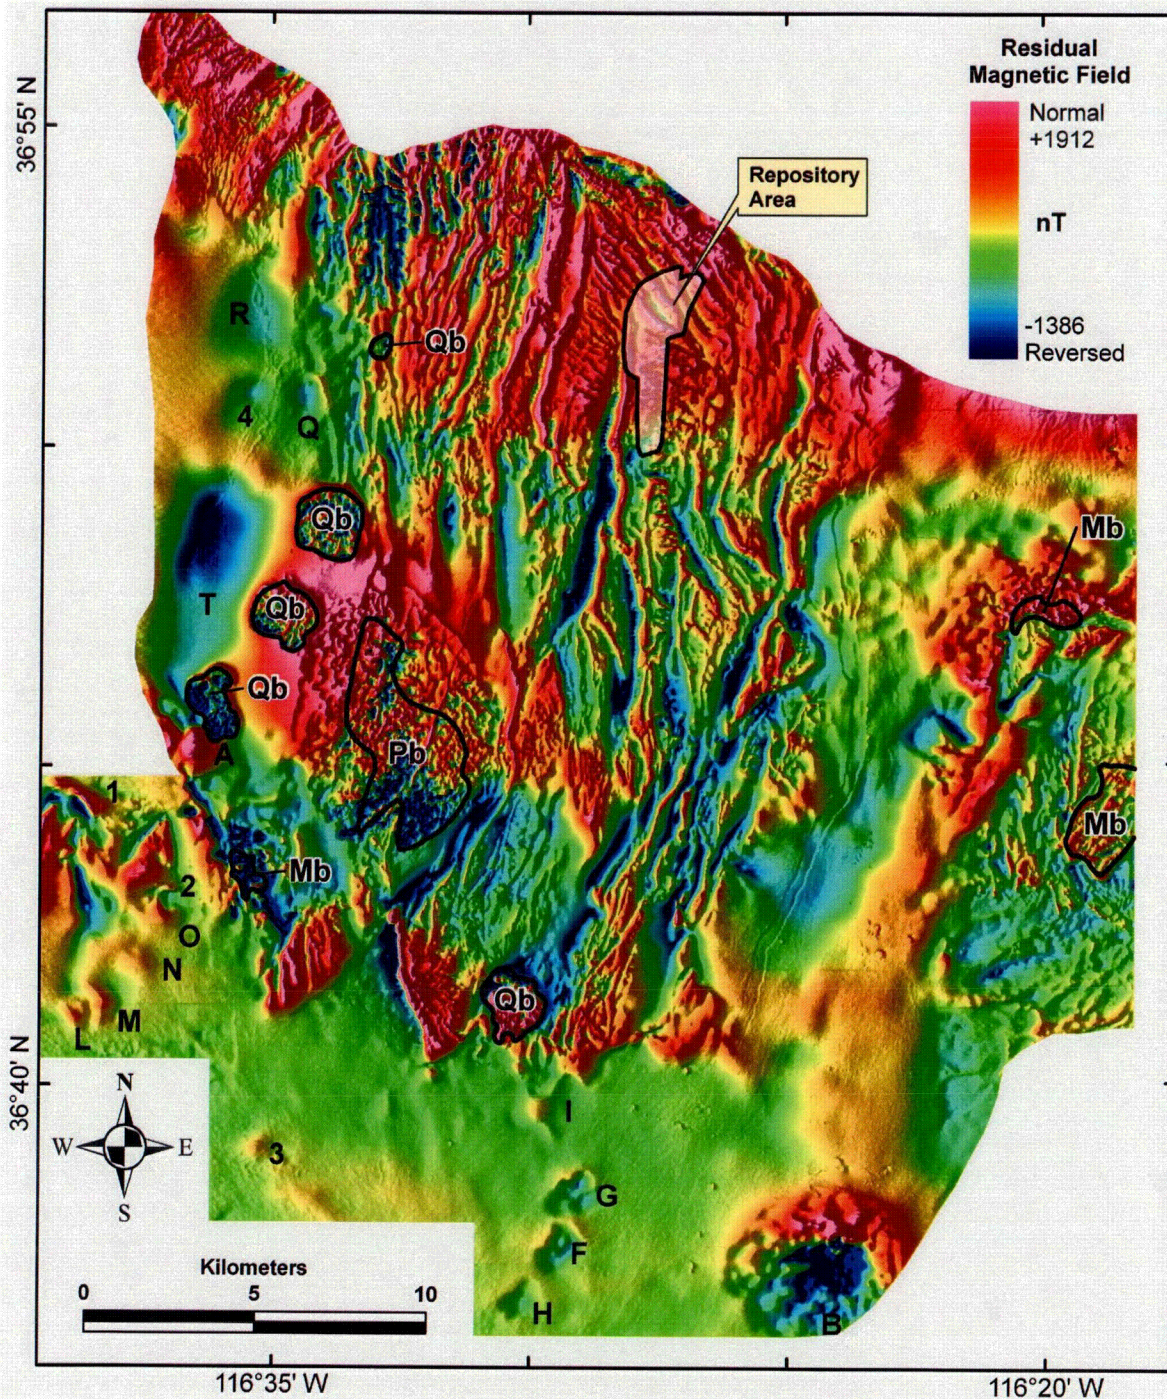 Residual
Magnetic Field
Normal
+1912
nT
-1386
Reversed
36°55' N
Repository
Area
R
Qb
4
Q
Qb
Mb
Qb
T
Qb
A
Pb
1
Mb
Mb
2
O
N
Qb
M
L
36°40' N
N
W
E
S
I
3
G
F
H
B
Kilometers
0
5
10
116°35' W
116°20' W